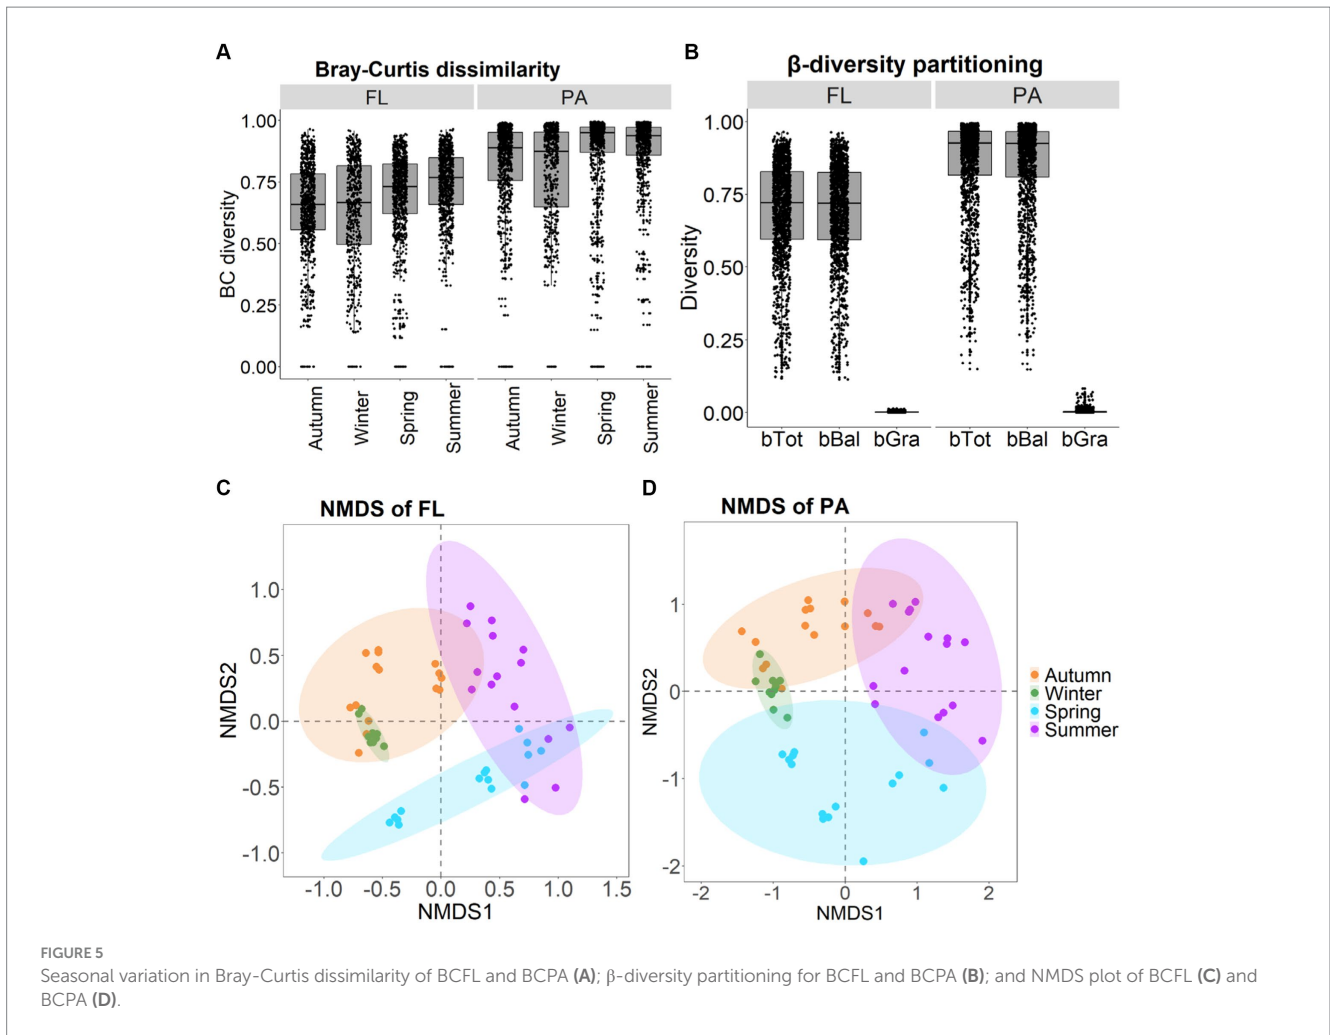 A
Bray-Curtis dissimilarity
FL
PA
1.00
0.75
0.50
0.25
0.00
BC diversity
Autumn
Winter
Spring
Summer
Autumn
Winter
Spring
Summer
B
β-diversity partitioning
FL
PA
1.00
0.75
0.50
0.25
0.00
Diversity
bTot
bBal
bGra
bTot
bBal
bGra
C
NMDS of FL
1.0
0.5
0.0
-0.5
-1.0
NMDS2
-1.0
-0.5
0.0
0.5
1.0
1.5
NMDS1
D
NMDS of PA
1
0
-1
-2
NMDS2
-2
-1
0
1
2
NMDS1
Autumn
Winter
Spring
Summer
FIGURE 5
Seasonal variation in Bray-Curtis dissimilarity of BCFL and BCPA (A); β-diversity partitioning for BCFL and BCPA (B); and NMDS plot of BCFL (C) and
BCPA (D).